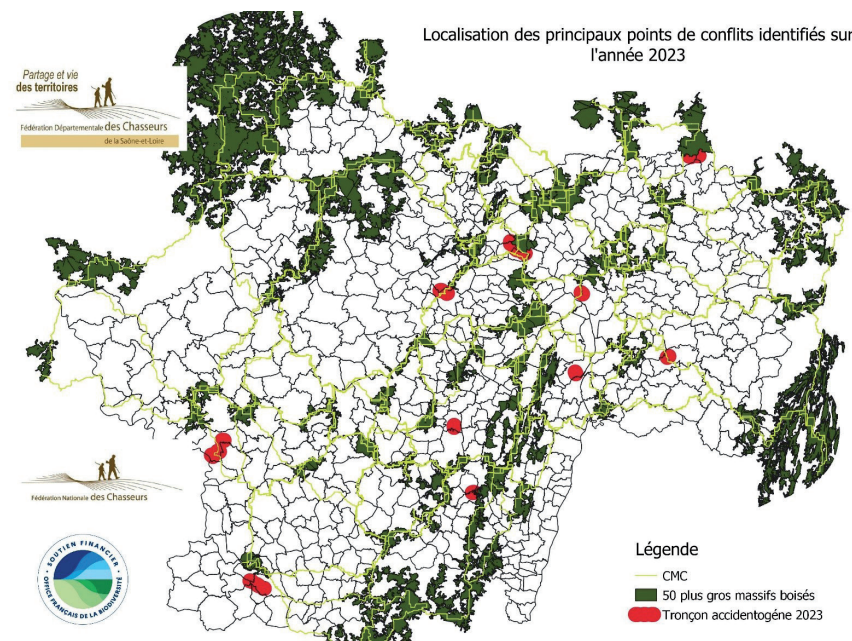 Localisation des principaux points de conflits identifiés sur
l'année 2023
Partage et vie
des territoires
Fédération Départementale des Chasseurs
de la Saône-et-Loire
Fédération Nationale des Chasseurs
SOUTIEN FINANCIER
OFFICE FRANÇAIS DE LA BIODIVERSITÉ
Légende
CMC
50 plus gros massifs boisés
Tronçon accidentogéne 2023